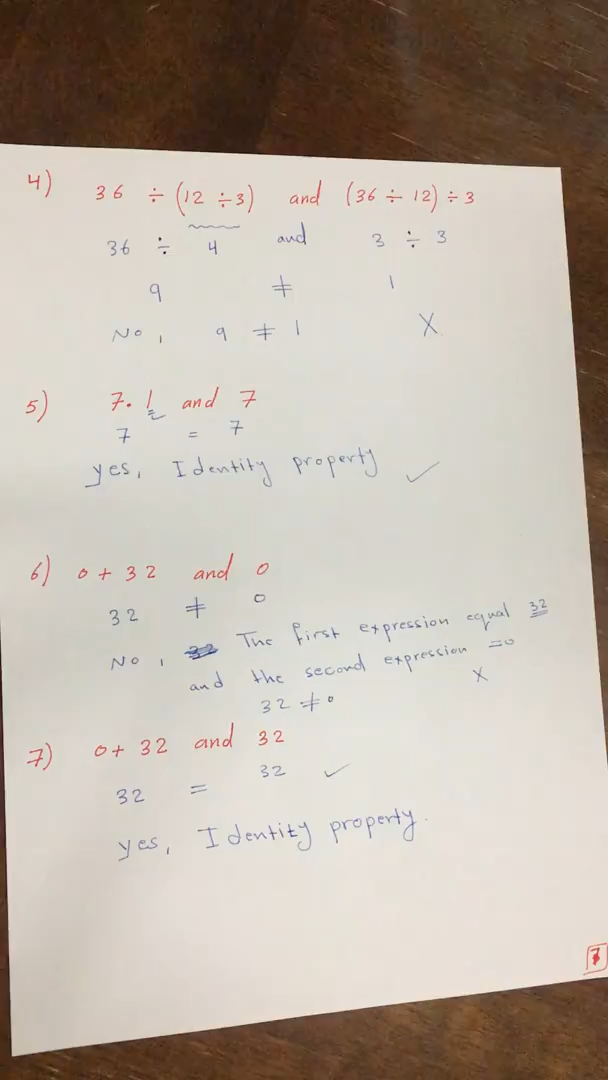 4) 36 ÷ (12 ÷ 3) and (36 ÷ 12) ÷ 3
36 ÷ 4 and 3 ÷ 3
9 ≠ 1
No, 9 ≠ 1 X
5) 7·1 and 7
7 = 7
yes, Identity property ✓
6) 0 + 32 and 0
32 ≠ 0
No, The first expression equal 32
and the second expression =0
32 ≠ 0 X
7) 0+ 32 and 32
32 = 32 ✓
yes, Identity property.
7